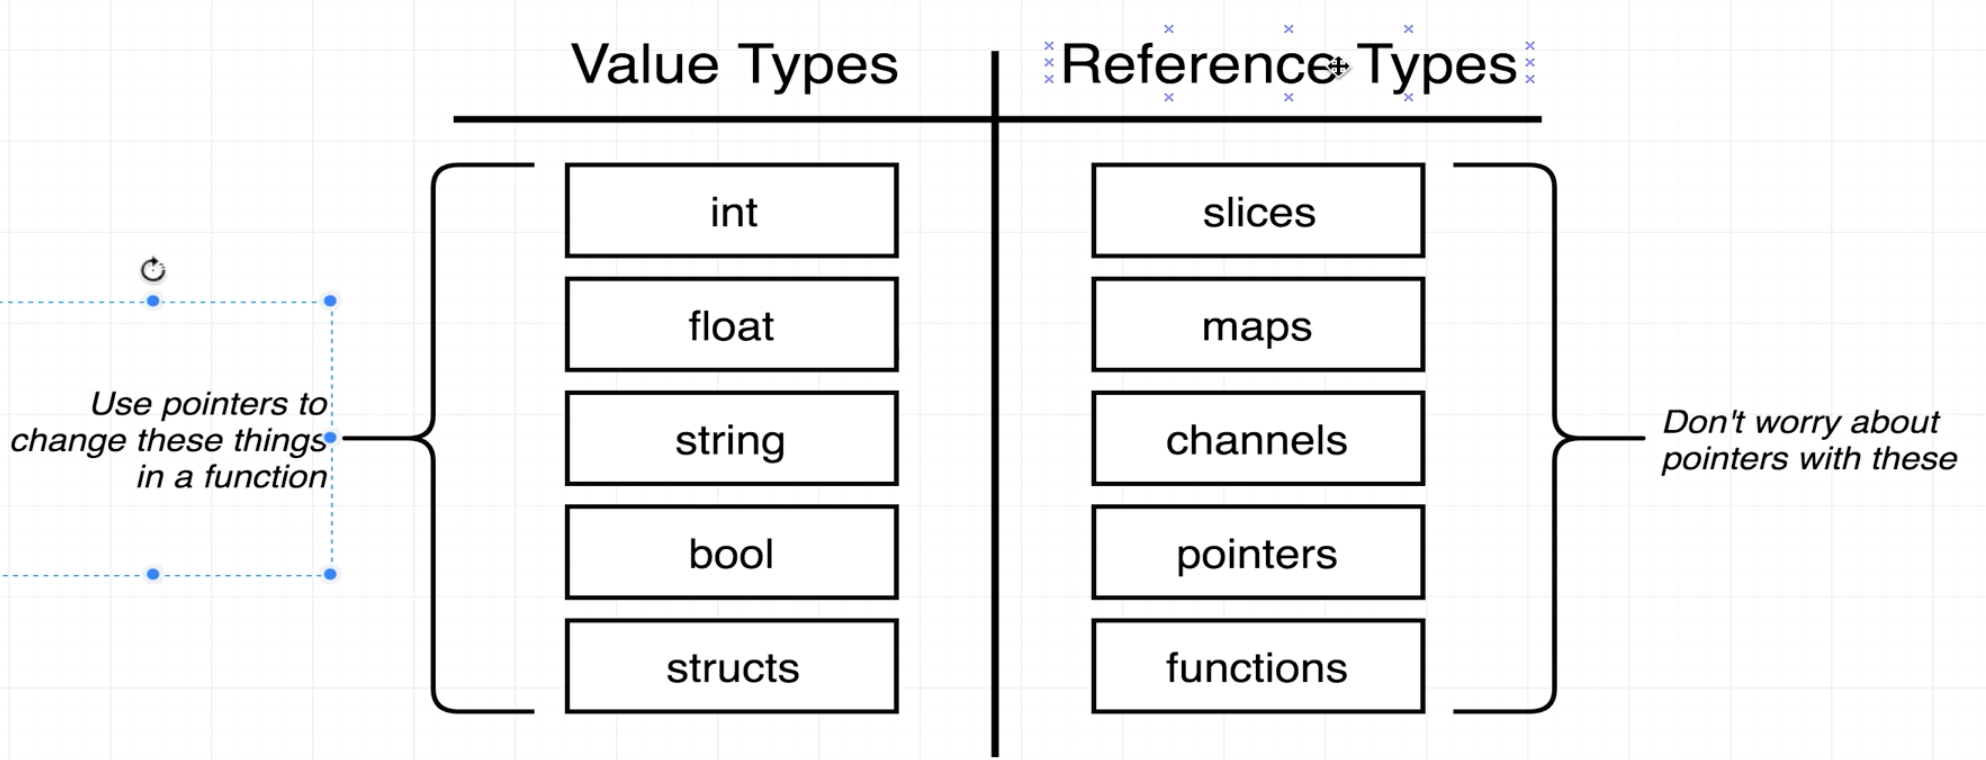 Value Types
Reference Types
int
float
string
bool
structs
slices
maps
channels
pointers
functions
Use pointers to
change these things
in a function
Don't worry about
pointers with these